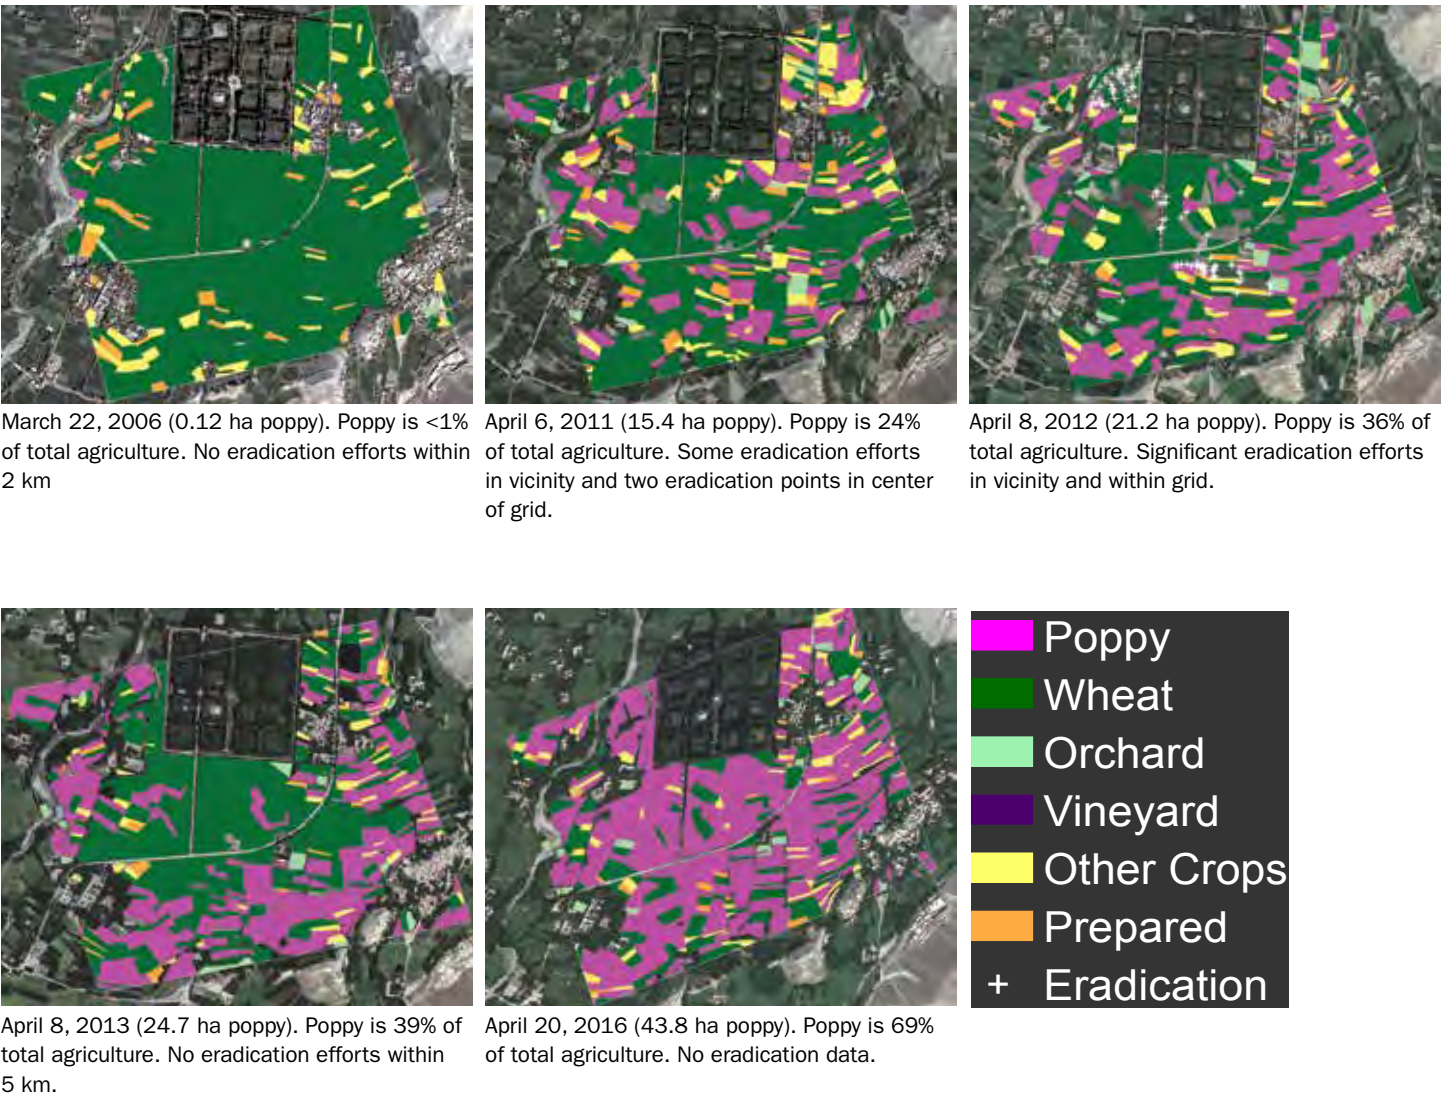 March 22, 2006 (0.12 ha poppy). Poppy is <1%
of total agriculture. No eradication efforts within
2 km
April 6, 2011 (15.4 ha poppy). Poppy is 24%
of total agriculture. Some eradication efforts
in vicinity and two eradication points in center
of grid.
April 8, 2012 (21.2 ha poppy). Poppy is 36% of
total agriculture. Significant eradication efforts
in vicinity and within grid.
April 8, 2013 (24.7 ha poppy). Poppy is 39% of
total agriculture. No eradication efforts within
5 km.
April 20, 2016 (43.8 ha poppy). Poppy is 69%
of total agriculture. No eradication data.
Poppy
Wheat
Orchard
Vineyard
Other Crops
Prepared
+ Eradication